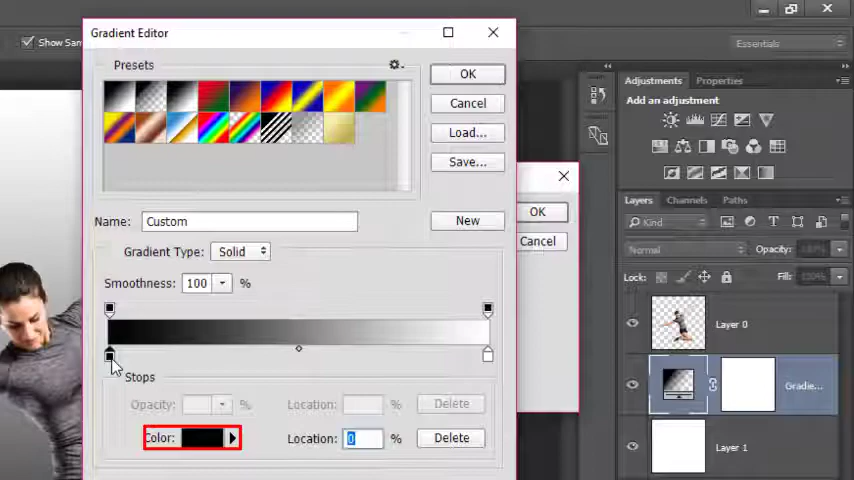 Gradient Editor
Show
Essentials
Presets
OK
Cancel
Load...
Save...
Adjustments Properties
Add an adjustment
OK
Cancel
Layers Channels Paths
Name: Custom
New
Kind
Gradient Type: Solid
Normal Opacity:
Smoothness: 100 %
Lock: Fill:
Layer 0
Stops
Gradie...
Opacity: % Location: % Delete
Color: Location: 0 % Delete
Layer 1